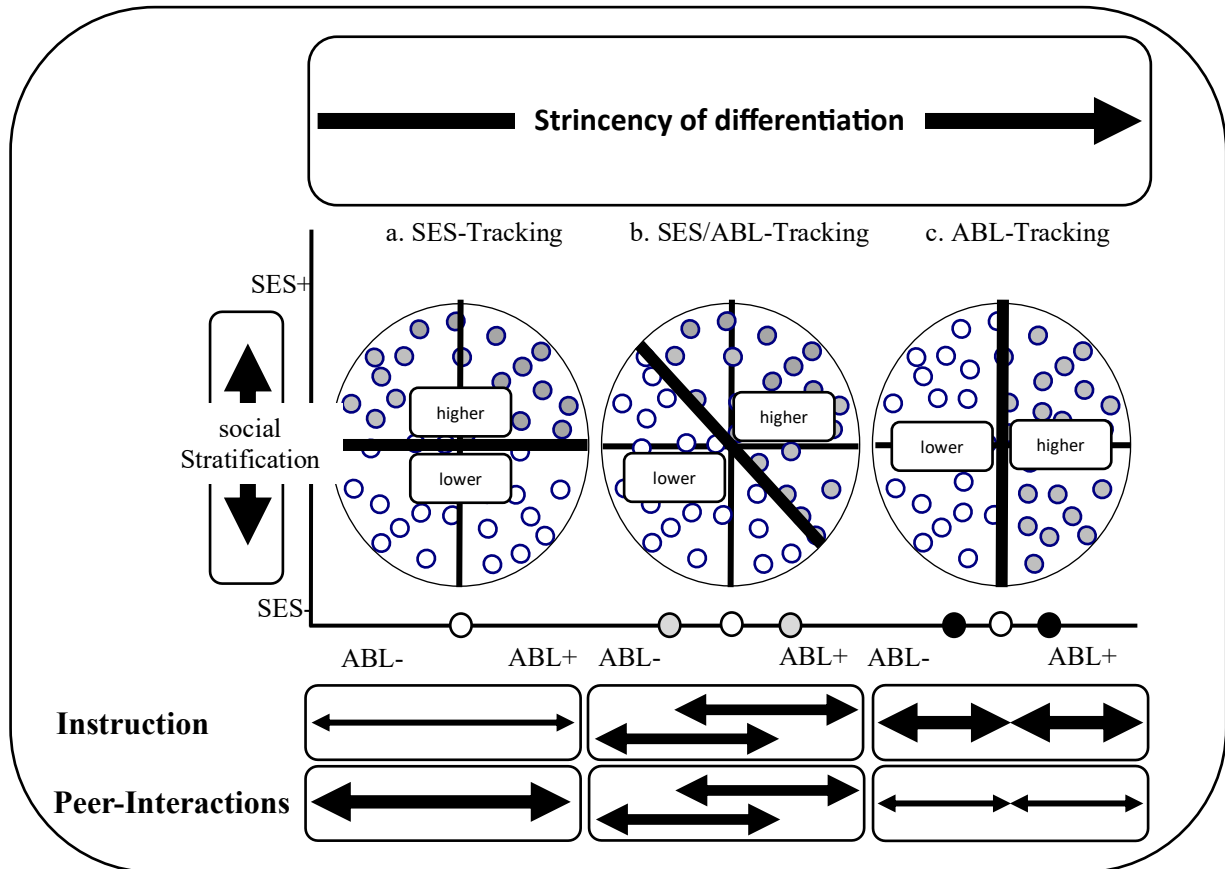 Strincency of differentiation
a. SES-Tracking
b. SES/ABL-Tracking
c. ABL-Tracking
SES+
social
Stratification
SES-
higher
lower
higher
lower
lower
higher
ABL-
ABL+
ABL-
ABL+
ABL-
ABL+
Instruction
Peer-Interactions